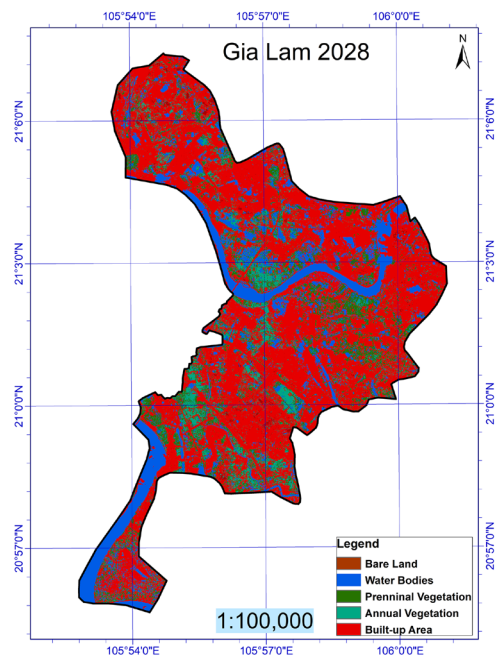 105°54'0"E 105°57'0"E 106°0'0"E
Gia Lam 2028
N
21°6'0"N 21°6'0"N
21°3'0"N 21°3'0"N
21°0'0"N 21°0'0"N
20°57'0"N 20°57'0"N
Legend
Bare Land
Water Bodies
Prenninal Vegetation
Annual Vegetation
Built-up Area
1:100,000
105°54'0"E 105°57'0"E 106°0'0"E